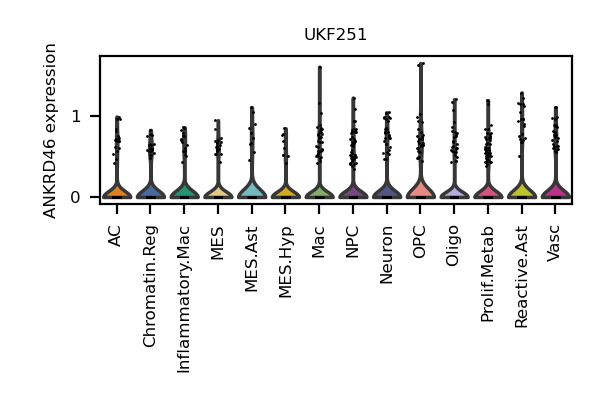 UKF251
ANKRD46 expression
1
0
AC
Chromatin.Reg
Inflammatory.Mac
MES
MES.Ast
MES.Hyp
Mac
NPC
Neuron
OPC
Oligo
Prolif.Metab
Reactive.Ast
Vasc